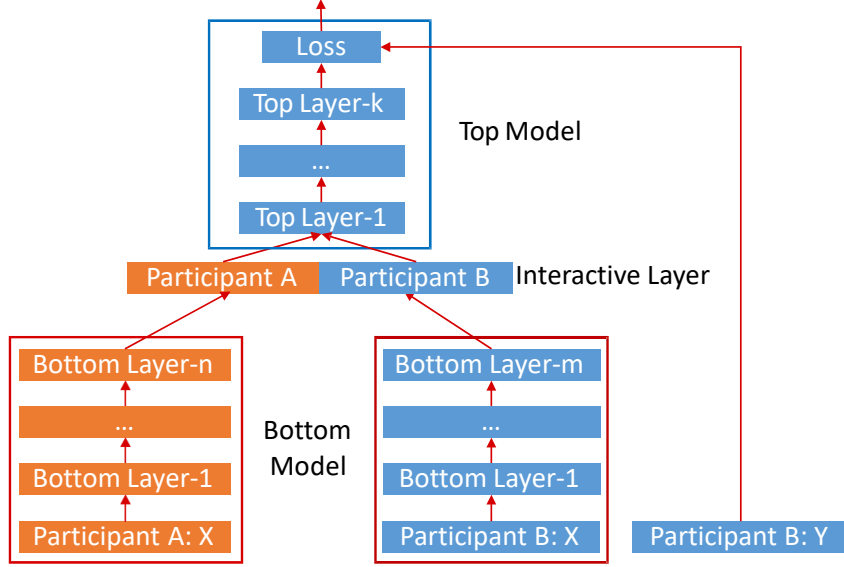 Loss
Top Layer-k
Top Model
...
Top Layer-1
Participant A
Participant B
Interactive Layer
Bottom Layer-n
Bottom Layer-m
...
...
Bottom
Model
Bottom Layer-1
Bottom Layer-1
Participant A: X
Participant B: X
Participant B: Y